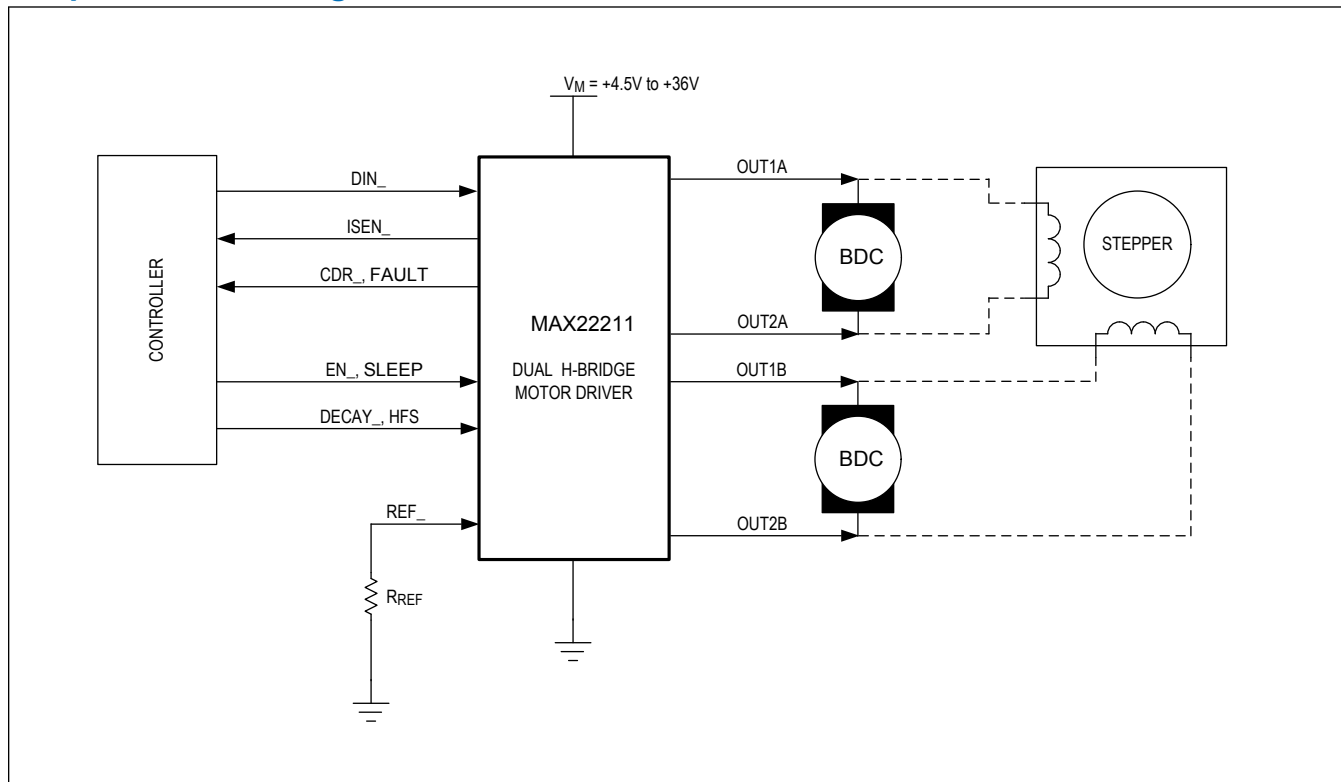 VM = +4.5V to +36V
CONTROLLER
DIN_
ISEN_
CDR_, FAULT
EN_, SLEEP
DECAY_, HFS
REF_
RREF
MAX22211
DUAL H-BRIDGE
MOTOR DRIVER
OUT1A
OUT2A
OUT1B
OUT2B
BDC
BDC
STEPPER